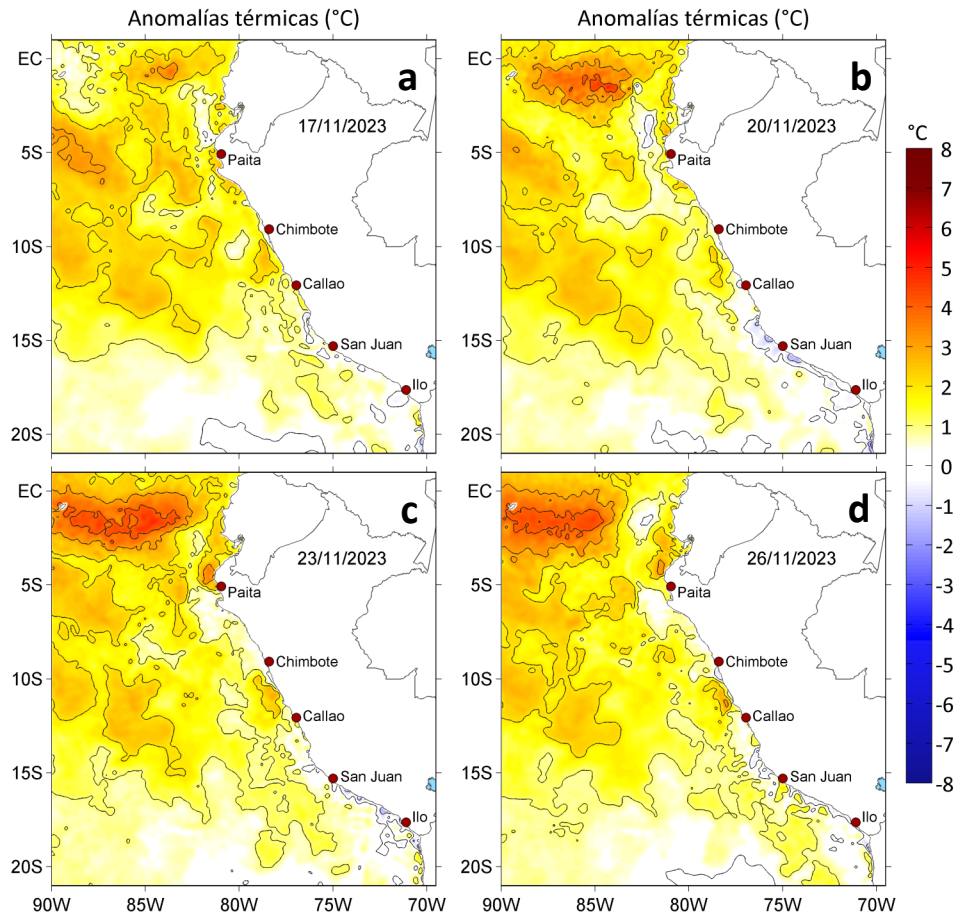 Anomalías térmicas (°C)
Anomalías térmicas (°C)
EC
5S
10S
15S
20S
a
17/11/2023
Paita
Chimbote
Callao
San Juan
Ilo
EC
5S
10S
15S
20S
b
20/11/2023
Paita
Chimbote
Callao
San Juan
Ilo
°C
8
7
6
5
4
3
2
1
0
-1
-2
-3
-4
-5
-6
-7
-8
EC
5S
10S
15S
20S
c
23/11/2023
Paita
Chimbote
Callao
San Juan
Ilo
90W
85W
80W
75W
70W
EC
5S
10S
15S
20S
d
26/11/2023
Paita
Chimbote
Callao
San Juan
Ilo
90W
85W
80W
75W
70W